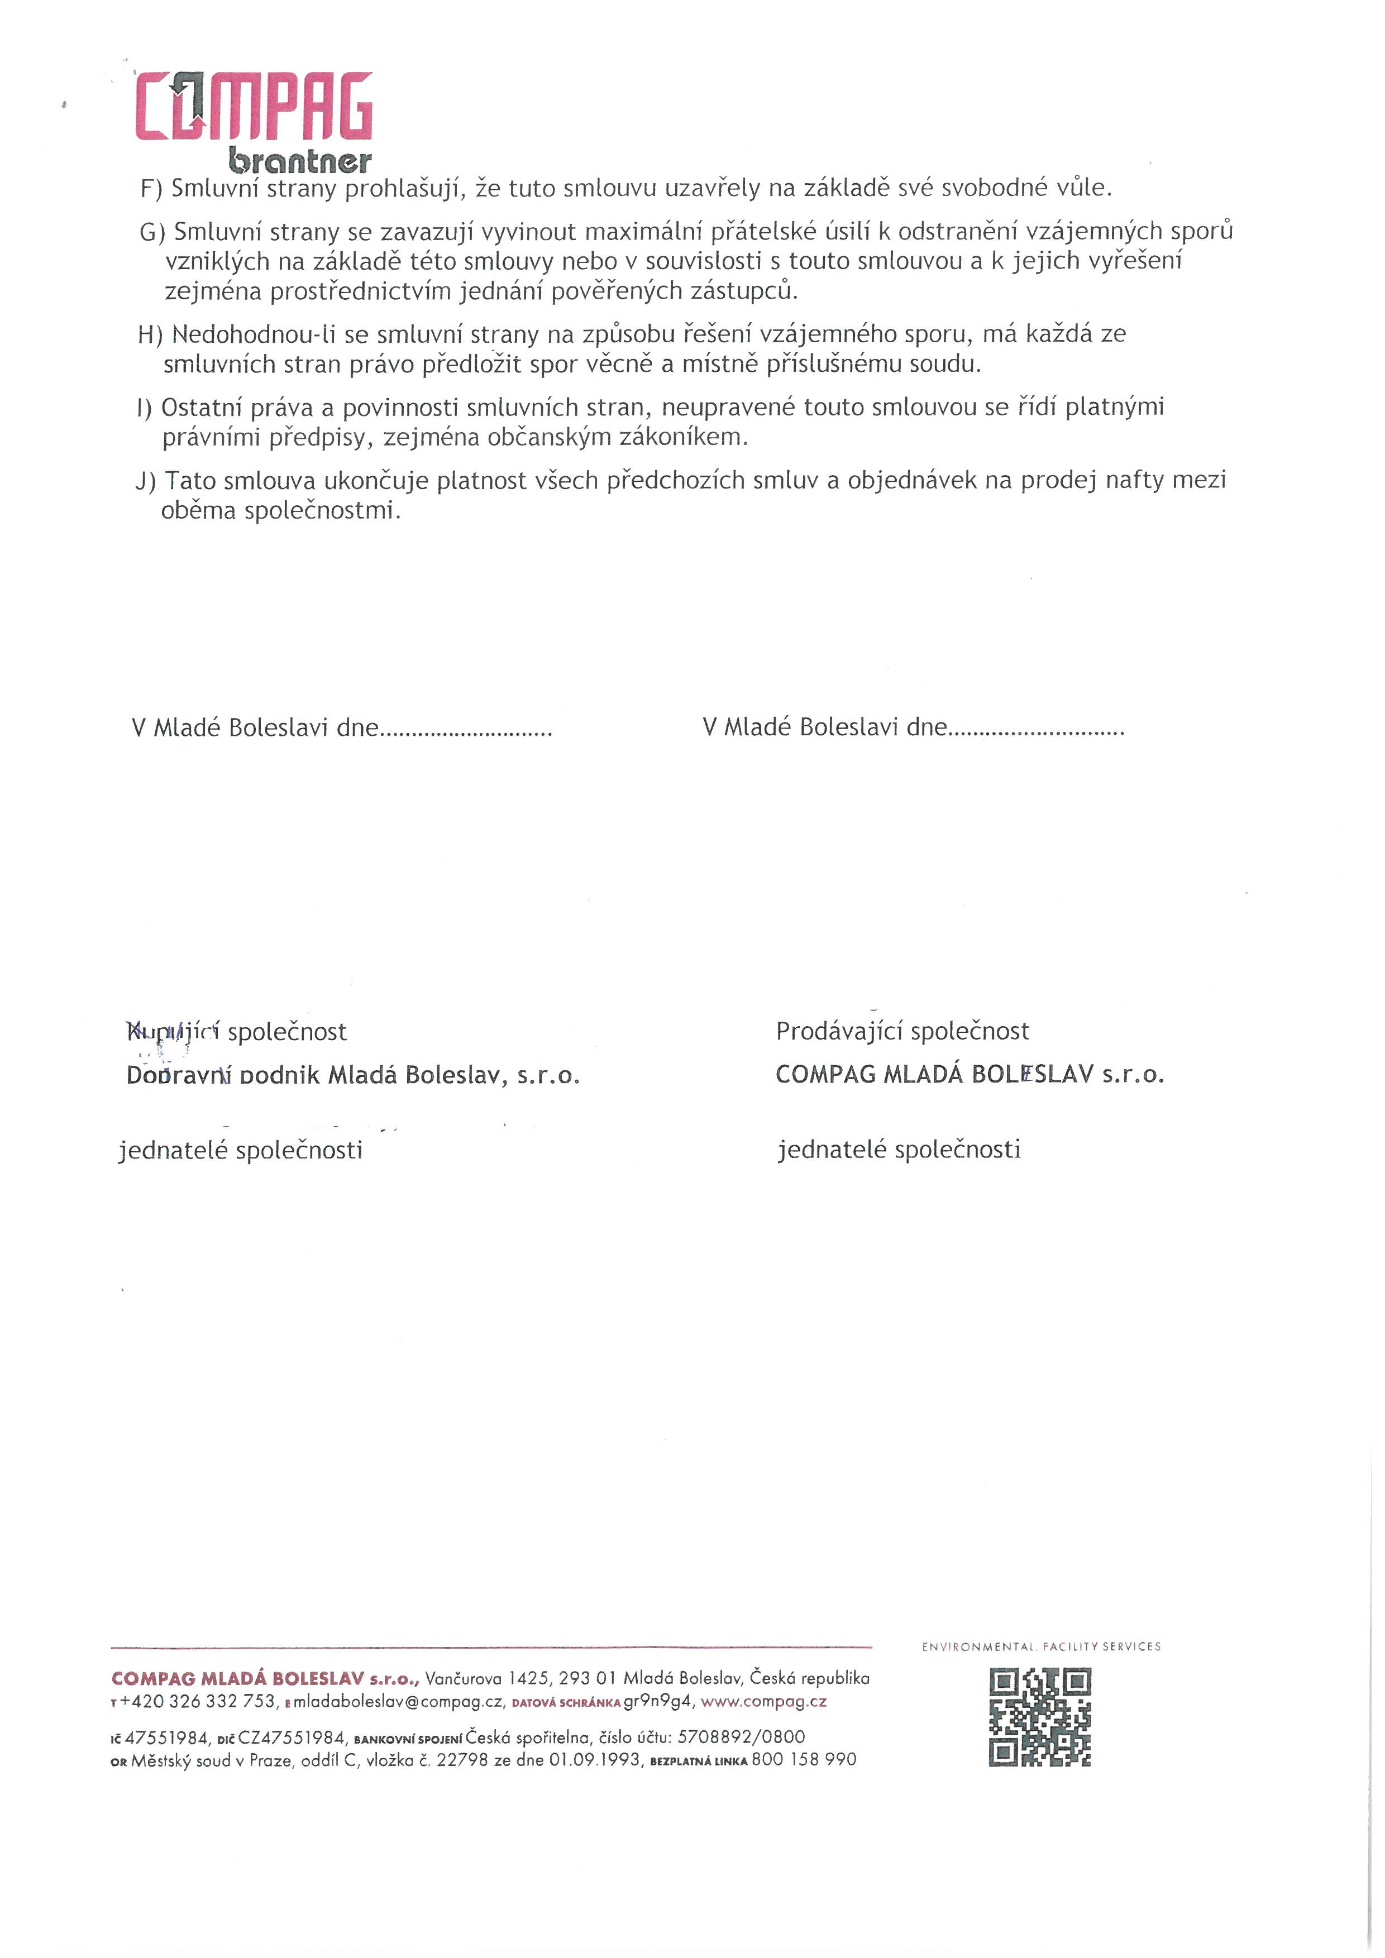 COMPAG
brantner
F) Smluvní strany prohlašují, že tuto smlouvu uzavřely na základě své svobodné vůle.
G) Smluvní strany se zavazují vyvinout maximální přátelské úsilí k odstranění vzájemných sporů
vzniklých na základě této smlouvy nebo v souvislosti s touto smlouvou a k jejich vyřešení
zejména prostřednictvím jednání pověřených zástupců.
H) Nedohodnou-li se smluvní strany na způsobu řešení vzájemného sporu, má každá ze
smluvních stran právo předložit spor věcně a místně příslušnému soudu.
I) Ostatní práva a povinnosti smluvních stran, neupravené touto smlouvou se řídí platnými
právními předpisy, zejména občanským zákoníkem.
J) Tato smlouva ukončuje platnost všech předchozích smluv a objednávek na prodej nafty mezi
oběma společnostmi.
V Mladé Boleslavi dne........................... V Mladé Boleslavi dne............................
Kupující společnost Prodávající společnost
Dopravní podnik Mladá Boleslav, s.r.o. COMPAG MLADÁ BOLESLAV s.r.o.
jednatelé společnosti jednatelé společnosti
ENVIRONMENTAL. FACILITY SERVICES
COMPAG MLADÁ BOLESLAV s.r.o., Vančurova 1425, 293 01 Mladá Boleslav, Česká republika
T +420 326 332 753, E mladaboleslav@compag.cz, DATOVÁ SCHRÁNKA gr9n9g4, www.compag.cz
IČ 47551984, DIČ CZ47551984, BANKOVNÍ SPOJENÍ Česká spořitelna, číslo účtu: 5708892/0800
OR Městský soud v Praze, oddíl C, vložka č. 22798 ze dne 01.09.1993, BEZPLATNÁ LINKA 800 158 990